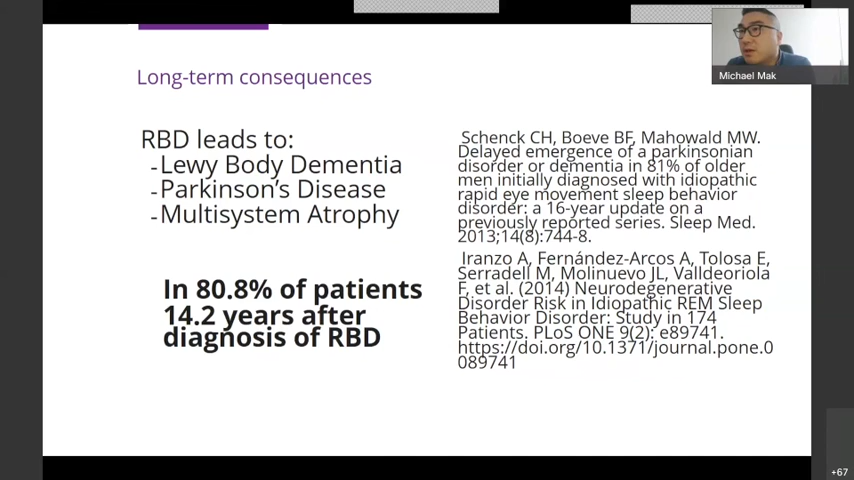 Michael Mak
Long-term consequences
RBD leads to:
-Lewy Body Dementia
-Parkinson's Disease
-Multisystem Atrophy
In 80.8% of patients
14.2 years after
diagnosis of RBD
Schenck CH, Boeve BF, Mahowald MW.
Delayed emergence of a parkinsonian
disorder or dementia in 81% of older
men initially diagnosed with idiopathic
rapid eye movement sleep behavior
disorder: a 16-year update on a
previously reported series. Sleep Med.
2013;14(8):744-8.
Iranzo A, Fernández-Arcos A, Tolosa E,
Serradell M, Molinuevo JL, Valldeoriola
F, et al. (2014) Neurodegenerative
Disorder Risk in Idiopathic REM Sleep
Behavior Disorder: Study in 174
Patients. PLoS ONE 9(2): e89741.
https://doi.org/10.1371/journal.pone.0
089741
+67